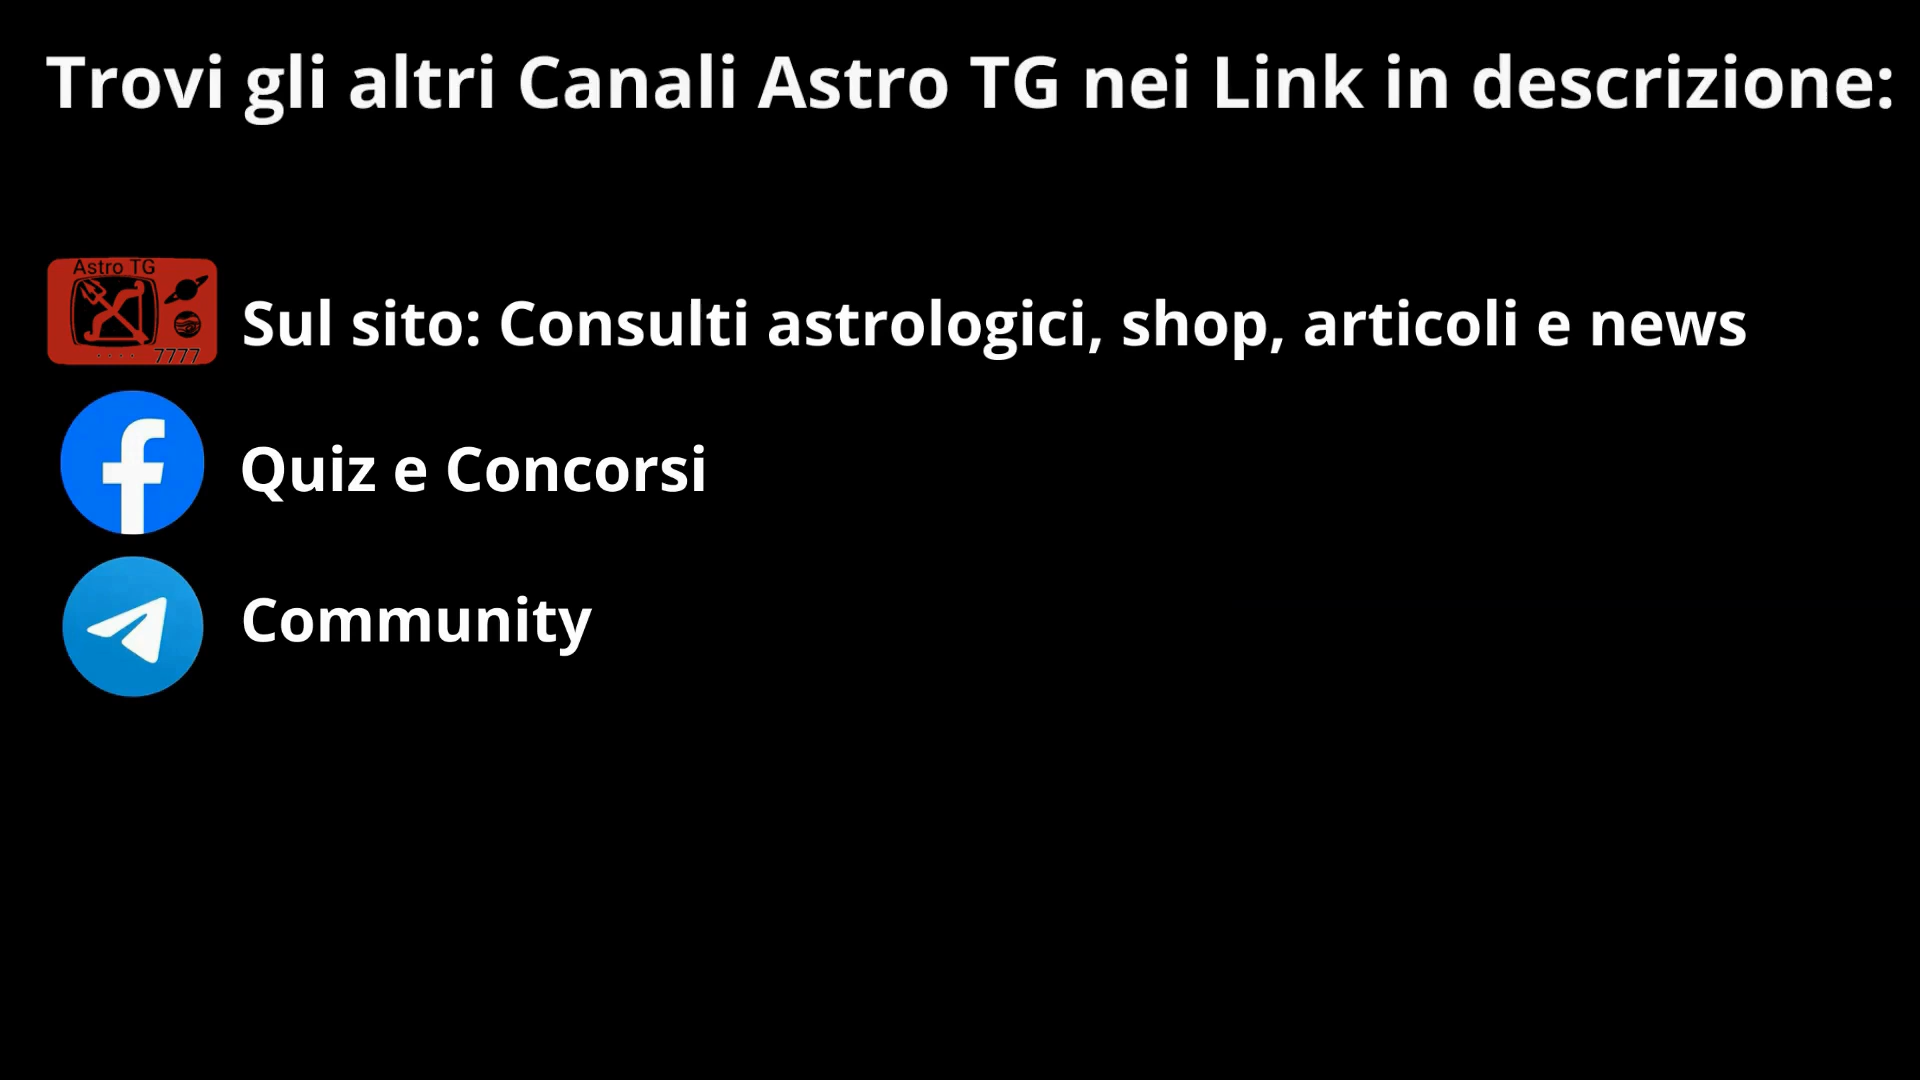 Trovi gli altri Canali Astro TG nei Link in descrizione:
Astro TG
7777
Sul sito: Consulti astrologici, shop, articoli e news
Quiz e Concorsi
Community